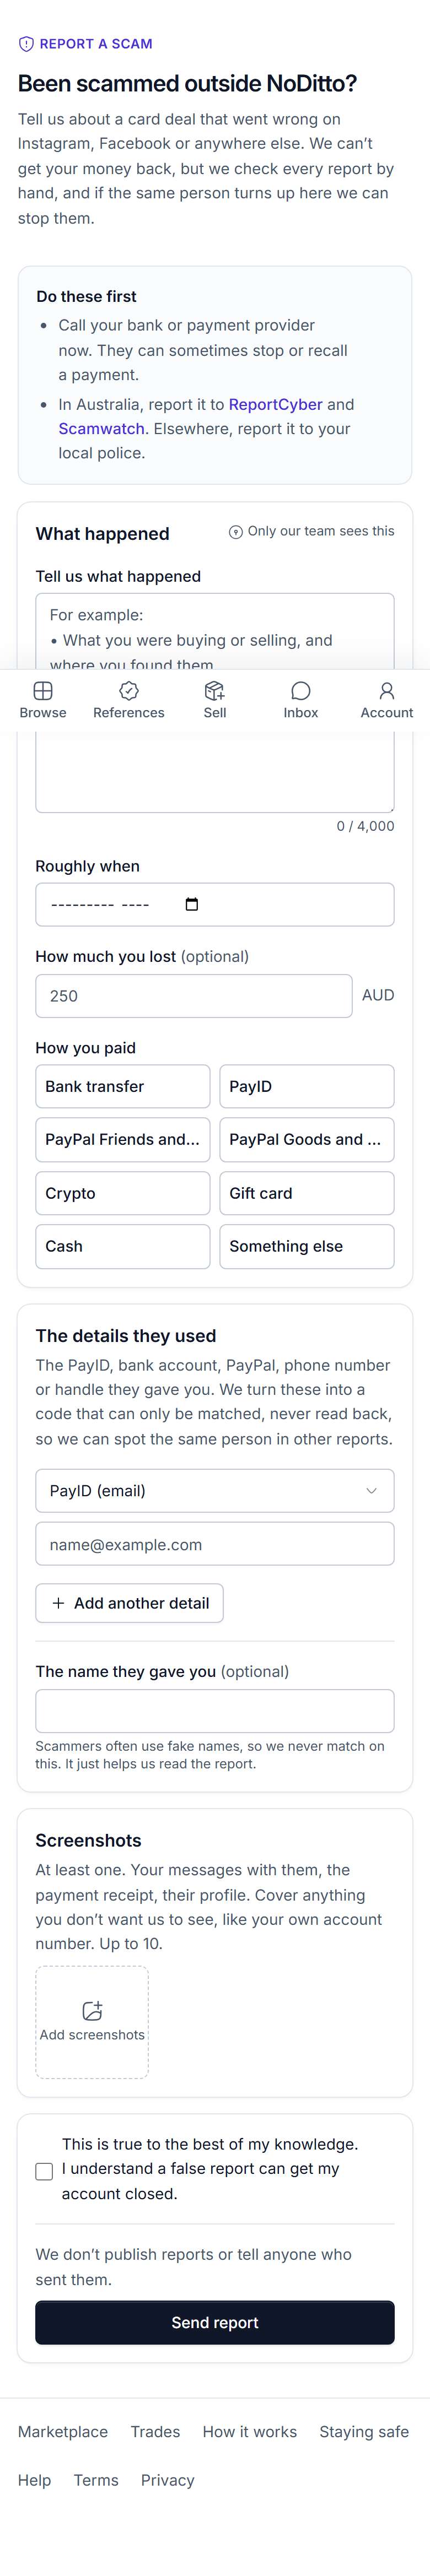 REPORT A SCAM
Been scammed outside NoDitto?
Tell us about a card deal that went wrong on
Instagram, Facebook or anywhere else. We can’t
get your money back, but we check every report by
hand, and if the same person turns up here we can
stop them.
Do these first
• Call your bank or payment provider
now. They can sometimes stop or recall
a payment.
• In Australia, report it to ReportCyber and
Scamwatch. Elsewhere, report it to your
local police.
What happened
Only our team sees this
Tell us what happened
For example:
• What you were buying or selling, and
where you found them
Browse
References
Sell
Inbox
Account
0 / 4,000
Roughly when
--------- ----
How much you lost (optional)
250
AUD
How you paid
Bank transfer
PayID
PayPal Friends and...
PayPal Goods and ...
Crypto
Gift card
Cash
Something else
The details they used
The PayID, bank account, PayPal, phone number
or handle they gave you. We turn these into a
code that can only be matched, never read back,
so we can spot the same person in other reports.
PayID (email)
name@example.com
Add another detail
The name they gave you (optional)
Scammers often use fake names, so we never match on
this. It just helps us read the report.
Screenshots
At least one. Your messages with them, the
payment receipt, their profile. Cover anything
you don’t want us to see, like your own account
number. Up to 10.
Add screenshots
This is true to the best of my knowledge.
I understand a false report can get my
account closed.
We don’t publish reports or tell anyone who
sent them.
Send report
Marketplace
Trades
How it works
Staying safe
Help
Terms
Privacy